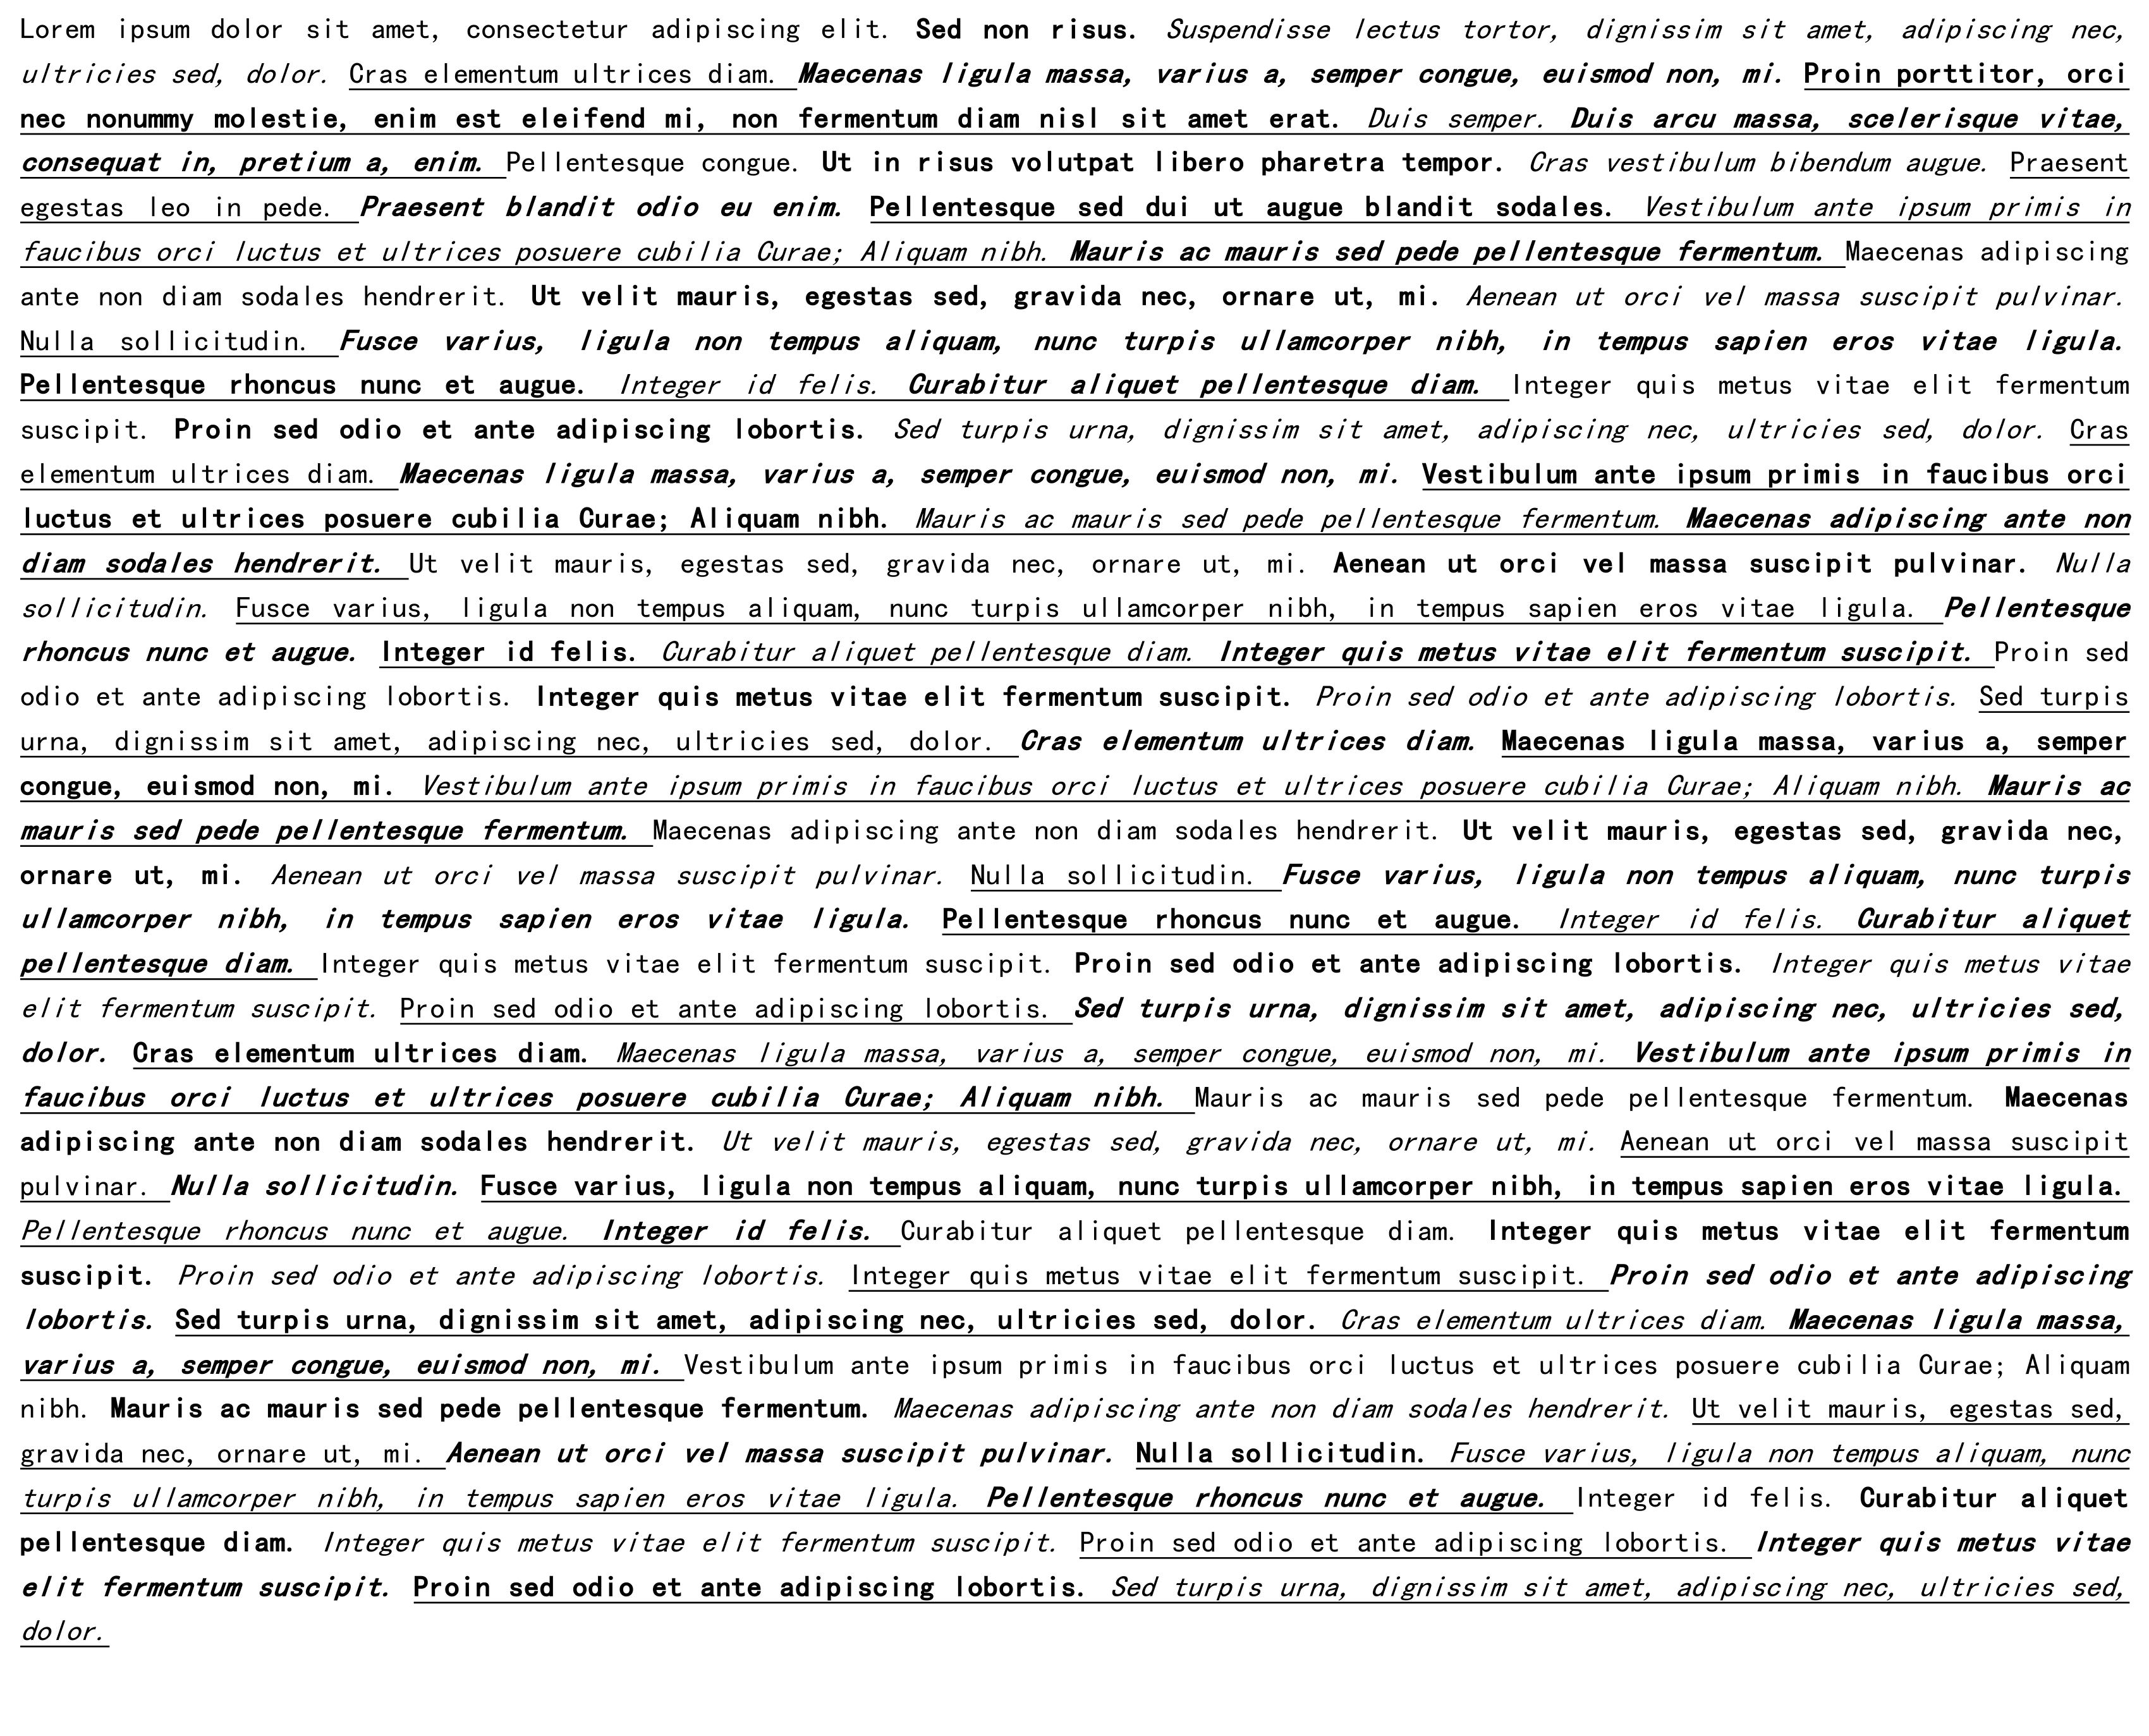 Lorem ipsum dolor sit amet, consectetur adipiscing elit. Sed non risus. Suspendisse lectus tortor, dignissim sit amet, adipiscing nec,
ultricies sed, dolor. Cras elementum ultrices diam. Maecenas ligula massa, varius a, semper congue, euismod non, mi. Proin porttitor, orci
nec nonummy molestie, enim est eleifend mi, non fermentum diam nisl sit amet erat. Duis semper. Duis arcu massa, scelerisque vitae,
consequat in, pretium a, enim. Pellentesque congue. Ut in risus volutpat libero pharetra tempor. Cras vestibulum bibendum augue. Praesent
egestas leo in pede. Praesent blandit odio eu enim. Pellentesque sed dui ut augue blandit sodales. Vestibulum ante ipsum primis in
faucibus orci luctus et ultrices posuere cubilia Curae; Aliquam nibh. Mauris ac mauris sed pede pellentesque fermentum. Maecenas adipiscing
ante non diam sodales hendrerit. Ut velit mauris, egestas sed, gravida nec, ornare ut, mi. Aenean ut orci vel massa suscipit pulvinar.
Nulla sollicitudin. Fusce varius, ligula non tempus aliquam, nunc turpis ullamcorper nibh, in tempus sapien eros vitae ligula.
Pellentesque rhoncus nunc et augue. Integer id felis. Curabitur aliquet pellentesque diam. Integer quis metus vitae elit fermentum
suscipit. Proin sed odio et ante adipiscing lobortis. Sed turpis urna, dignissim sit amet, adipiscing nec, ultricies sed, dolor. Cras
elementum ultrices diam. Maecenas ligula massa, varius a, semper congue, euismod non, mi. Vestibulum ante ipsum primis in faucibus orci
luctus et ultrices posuere cubilia Curae; Aliquam nibh. Mauris ac mauris sed pede pellentesque fermentum. Maecenas adipiscing ante non
diam sodales hendrerit. Ut velit mauris, egestas sed, gravida nec, ornare ut, mi. Aenean ut orci vel massa suscipit pulvinar. Nulla
sollicitudin. Fusce varius, ligula non tempus aliquam, nunc turpis ullamcorper nibh, in tempus sapien eros vitae ligula. Pellentesque
rhoncus nunc et augue. Integer id felis. Curabitur aliquet pellentesque diam. Integer quis metus vitae elit fermentum suscipit. Proin sed
odio et ante adipiscing lobortis. Integer quis metus vitae elit fermentum suscipit. Proin sed odio et ante adipiscing lobortis. Sed turpis
urna, dignissim sit amet, adipiscing nec, ultricies sed, dolor. Cras elementum ultrices diam. Maecenas ligula massa, varius a, semper
congue, euismod non, mi. Vestibulum ante ipsum primis in faucibus orci luctus et ultrices posuere cubilia Curae; Aliquam nibh. Mauris ac
mauris sed pede pellentesque fermentum. Maecenas adipiscing ante non diam sodales hendrerit. Ut velit mauris, egestas sed, gravida nec,
ornare ut, mi. Aenean ut orci vel massa suscipit pulvinar. Nulla sollicitudin. Fusce varius, ligula non tempus aliquam, nunc turpis
ullamcorper nibh, in tempus sapien eros vitae ligula. Pellentesque rhoncus nunc et augue. Integer id felis. Curabitur aliquet
pellentesque diam. Integer quis metus vitae elit fermentum suscipit. Proin sed odio et ante adipiscing lobortis. Integer quis metus vitae
elit fermentum suscipit. Proin sed odio et ante adipiscing lobortis. Sed turpis urna, dignissim sit amet, adipiscing nec, ultricies sed,
dolor. Cras elementum ultrices diam. Maecenas ligula massa, varius a, semper congue, euismod non, mi. Vestibulum ante ipsum primis in
faucibus orci luctus et ultrices posuere cubilia Curae; Aliquam nibh. Mauris ac mauris sed pede pellentesque fermentum. Maecenas
adipiscing ante non diam sodales hendrerit. Ut velit mauris, egestas sed, gravida nec, ornare ut, mi. Aenean ut orci vel massa suscipit
pulvinar. Nulla sollicitudin. Fusce varius, ligula non tempus aliquam, nunc turpis ullamcorper nibh, in tempus sapien eros vitae ligula.
Pellentesque rhoncus nunc et augue. Integer id felis. Curabitur aliquet pellentesque diam. Integer quis metus vitae elit fermentum
suscipit. Proin sed odio et ante adipiscing lobortis. Integer quis metus vitae elit fermentum suscipit. Proin sed odio et ante adipiscing
lobortis. Sed turpis urna, dignissim sit amet, adipiscing nec, ultricies sed, dolor. Cras elementum ultrices diam. Maecenas ligula massa,
varius a, semper congue, euismod non, mi. Vestibulum ante ipsum primis in faucibus orci luctus et ultrices posuere cubilia Curae; Aliquam
nibh. Mauris ac mauris sed pede pellentesque fermentum. Maecenas adipiscing ante non diam sodales hendrerit. Ut velit mauris, egestas sed,
gravida nec, ornare ut, mi. Aenean ut orci vel massa suscipit pulvinar. Nulla sollicitudin. Fusce varius, ligula non tempus aliquam, nunc
turpis ullamcorper nibh, in tempus sapien eros vitae ligula. Pellentesque rhoncus nunc et augue. Integer id felis. Curabitur aliquet
pellentesque diam. Integer quis metus vitae elit fermentum suscipit. Proin sed odio et ante adipiscing lobortis. Integer quis metus vitae
elit fermentum suscipit. Proin sed odio et ante adipiscing lobortis. Sed turpis urna, dignissim sit amet, adipiscing nec, ultricies sed,
dolor.